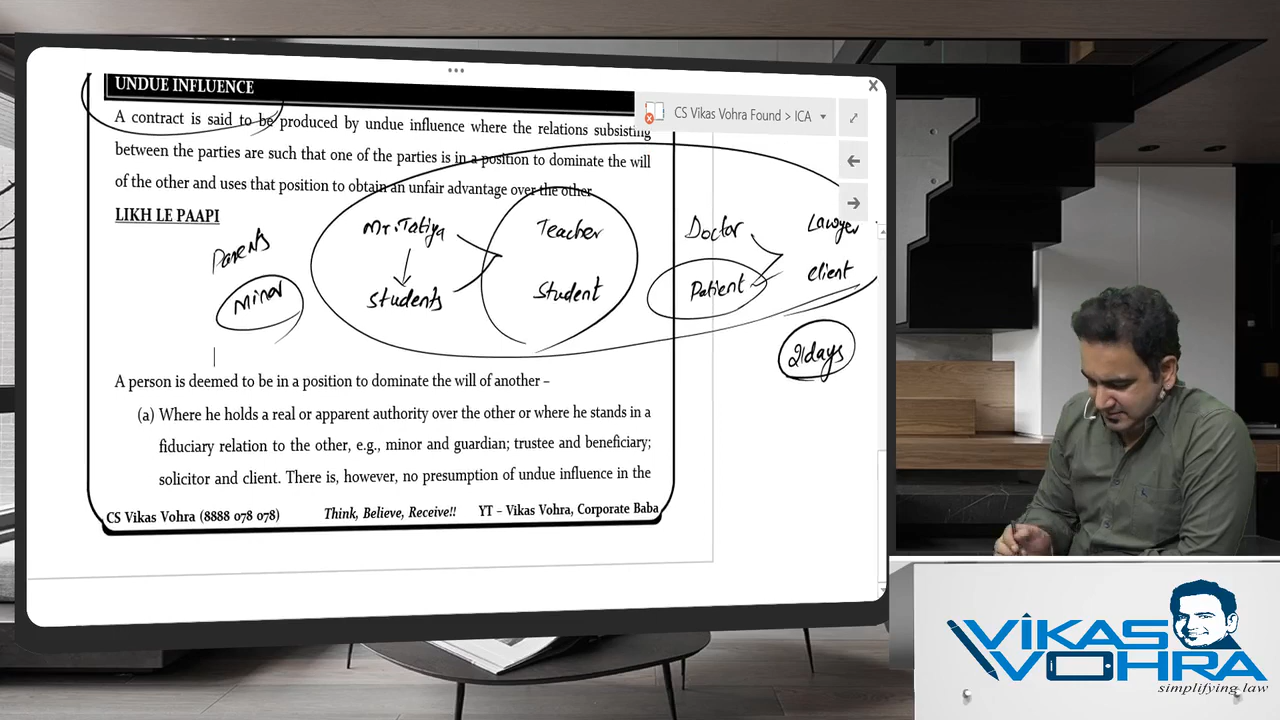 UNDUE INFLUENCE
CS Vikas Vohra Found > ICA
A contract is said to be produced by undue influence where the relations subsisting
between the parties are such that one of the parties is in a position to dominate the will
of the other and uses that position to obtain an unfair advantage over the other
LIKH LE PAAPI
Parents
Minor
Mr. Tatiya
Students
Teacher
Student
Doctor
Patient
Lawyer
Client
21days
A person is deemed to be in a position to dominate the will of another –
(a) Where he holds a real or apparent authority over the other or where he stands in a
fiduciary relation to the other, e.g., minor and guardian; trustee and beneficiary;
solicitor and client. There is, however, no presumption of undue influence in the
CS Vikas Vohra (8888 078 078) Think, Believe, Receive!! YT – Vikas Vohra, Corporate Baba
VIKAS
VOHRA
simplifying law